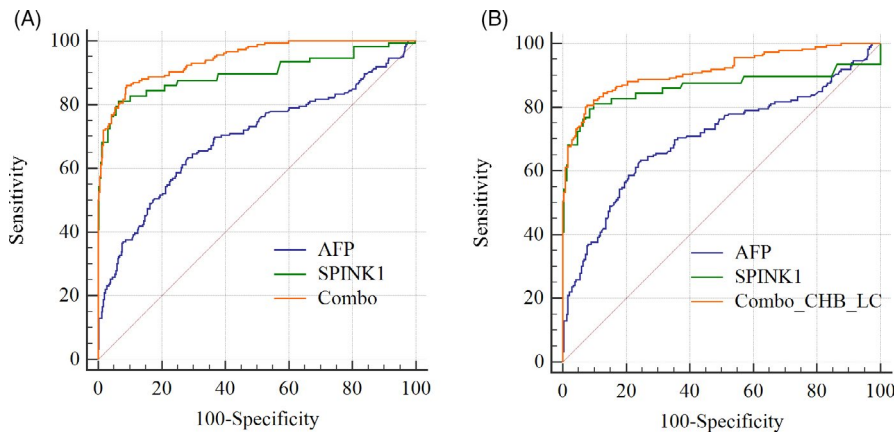 (A)
100
80
60
40
20
0
Sensitivity
AFP
SPINK1
Combo
0 20 40 60 80 100
100-Specificity
(B)
100
80
60
40
20
0
Sensitivity
AFP
SPINK1
Combo_CHB_LC
0 20 40 60 80 100
100-Specificity